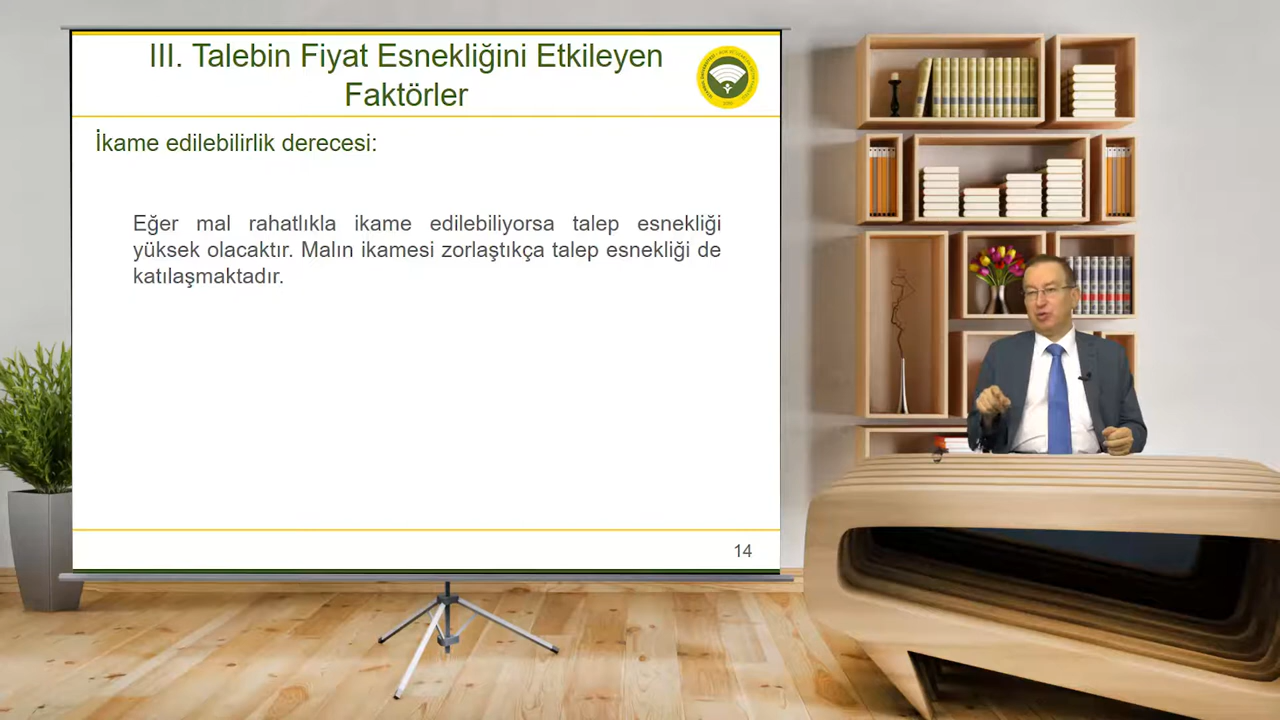 III. Talebin Fiyat Esnekliğini Etkileyen
Faktörler
İkame edilebilirlik derecesi:
Eğer mal rahatlıkla ikame edilebiliyorsa talep esnekliği
yüksek olacaktır. Malın ikamesi zorlaştıkça talep esnekliği de
katılaşmaktadır.
14